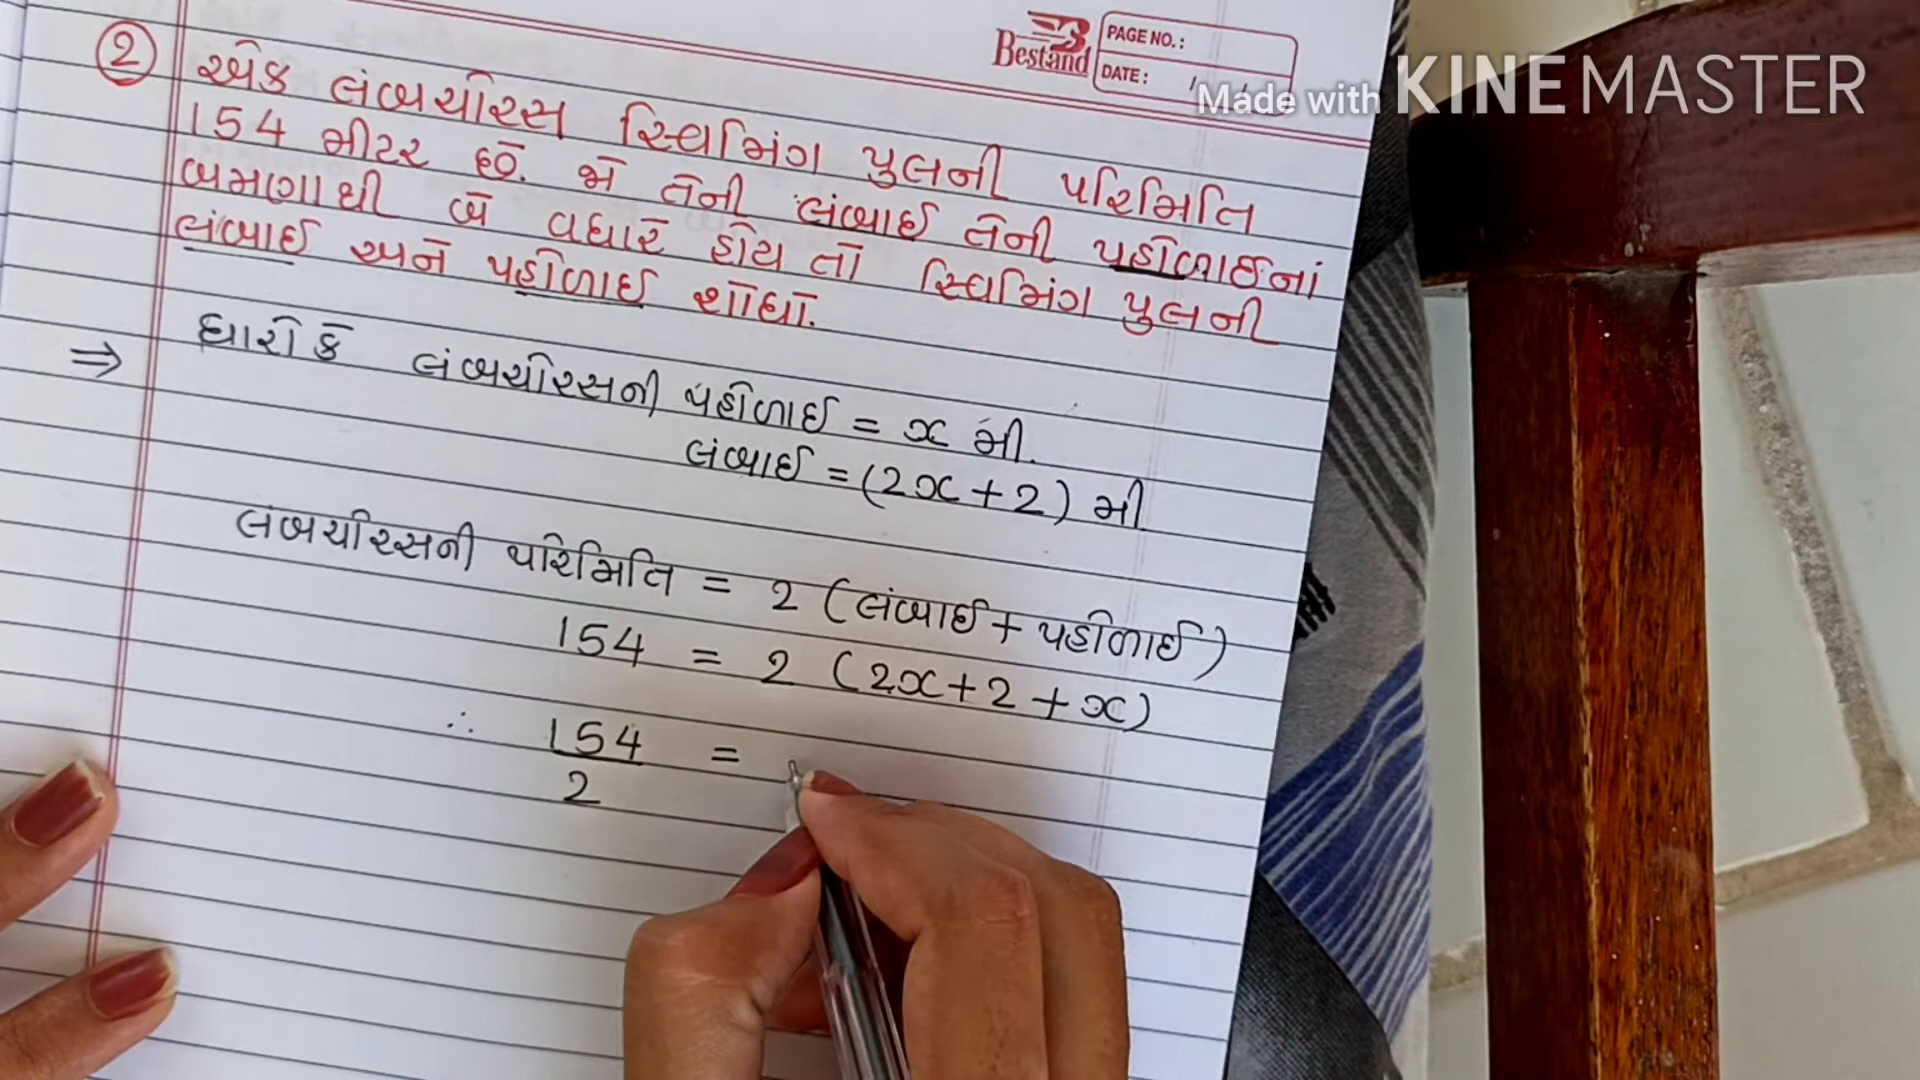 Bestand
PAGE NO. :
DATE : / /
Made with KINEMASTER
2 એક લંબચોરસ સ્વિમિંગ પુલની પરિમિતિ
154 મીટર છે. જો તેની લંબાઈ તેની પહોળાઈનાં
બમણાથી બે વધારે હોય તો સ્વિમિંગ પુલની
લંબાઈ અને પહોળાઈ શોધો.
⇒ ધારો કે લંબચોરસની પહોળાઈ = x મી.
લંબાઈ = (2x + 2) મી
લંબચોરસની પરિમિતિ = 2 (લંબાઈ + પહોળાઈ)
154 = 2 (2x + 2 + x)
∴ 154 =
2